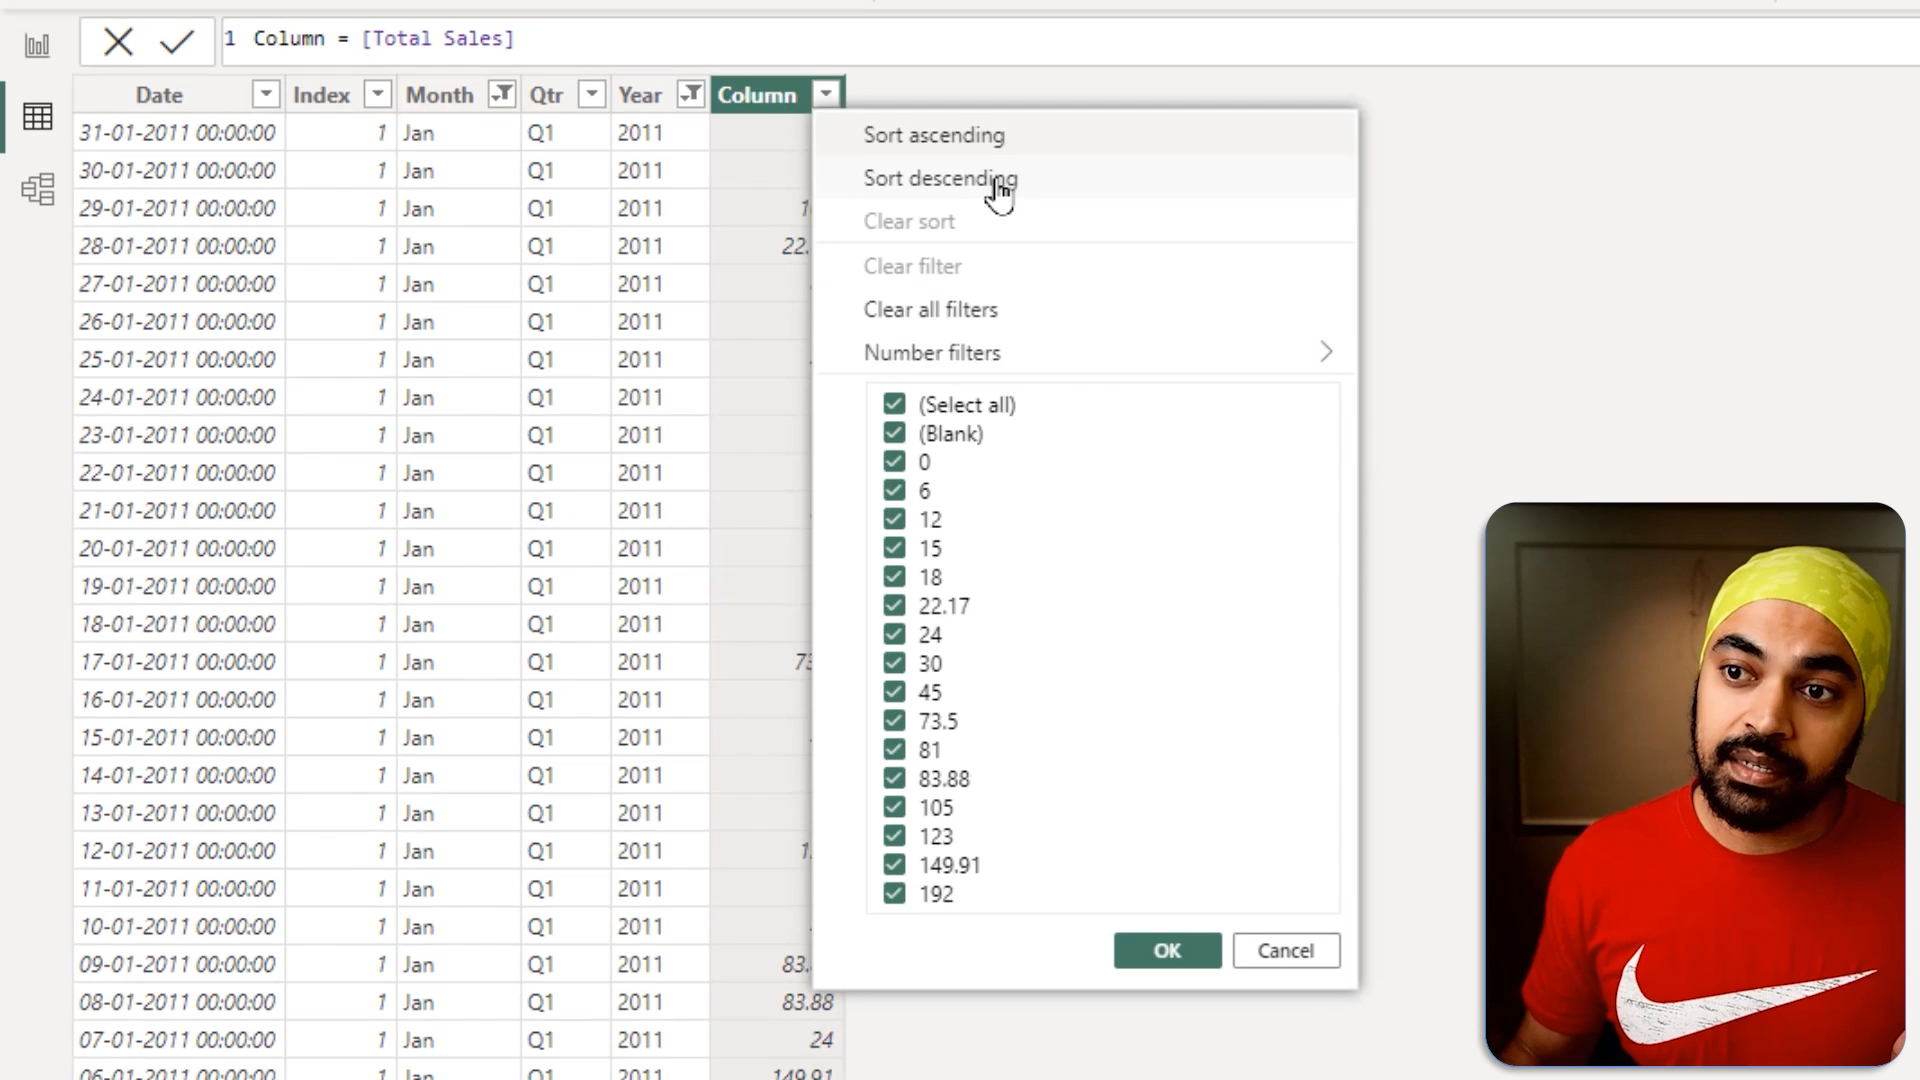 1 Column = [Total Sales]
Date Index Month Qtr Year Column
31-01-2011 00:00:00 1 Jan Q1 2011
30-01-2011 00:00:00 1 Jan Q1 2011
29-01-2011 00:00:00 1 Jan Q1 2011
28-01-2011 00:00:00 1 Jan Q1 2011 22.
27-01-2011 00:00:00 1 Jan Q1 2011
26-01-2011 00:00:00 1 Jan Q1 2011
25-01-2011 00:00:00 1 Jan Q1 2011
24-01-2011 00:00:00 1 Jan Q1 2011
23-01-2011 00:00:00 1 Jan Q1 2011
22-01-2011 00:00:00 1 Jan Q1 2011
21-01-2011 00:00:00 1 Jan Q1 2011
20-01-2011 00:00:00 1 Jan Q1 2011
19-01-2011 00:00:00 1 Jan Q1 2011
18-01-2011 00:00:00 1 Jan Q1 2011
17-01-2011 00:00:00 1 Jan Q1 2011
16-01-2011 00:00:00 1 Jan Q1 2011
15-01-2011 00:00:00 1 Jan Q1 2011
14-01-2011 00:00:00 1 Jan Q1 2011
13-01-2011 00:00:00 1 Jan Q1 2011
12-01-2011 00:00:00 1 Jan Q1 2011
11-01-2011 00:00:00 1 Jan Q1 2011
10-01-2011 00:00:00 1 Jan Q1 2011
09-01-2011 00:00:00 1 Jan Q1 2011 83.
08-01-2011 00:00:00 1 Jan Q1 2011 83.88
07-01-2011 00:00:00 1 Jan Q1 2011 24
06-01-2011 00:00:00 1 Jan Q1 2011 149.91
Sort ascending
Sort descending
Clear sort
Clear filter
Clear all filters
Number filters
(Select all)
(Blank)
0
6
12
15
18
22.17
24
30
45
73.5
81
83.88
105
123
149.91
192
OK Cancel